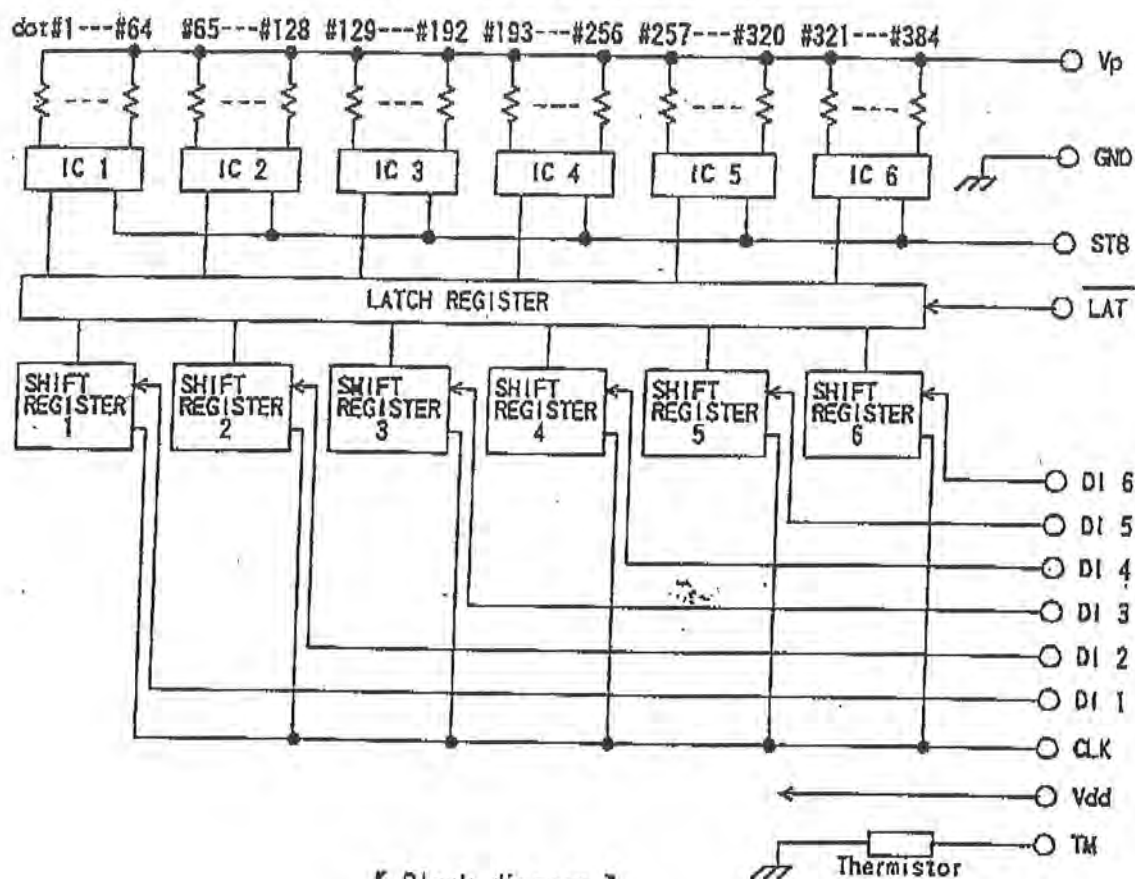 dot#1---#64 #65---#128 #129---#192 #193---#256 #257---#320 #321---#384
Vp
IC 1 IC 2 IC 3 IC 4 IC 5 IC 6
GND
STB
LATCH REGISTER
LAT
SHIFT REGISTER 1
SHIFT REGISTER 2
SHIFT REGISTER 3
SHIFT REGISTER 4
SHIFT REGISTER 5
SHIFT REGISTER 6
DI 6
DI 5
DI 4
DI 3
DI 2
DI 1
CLK
Vdd
TM
Thermistor